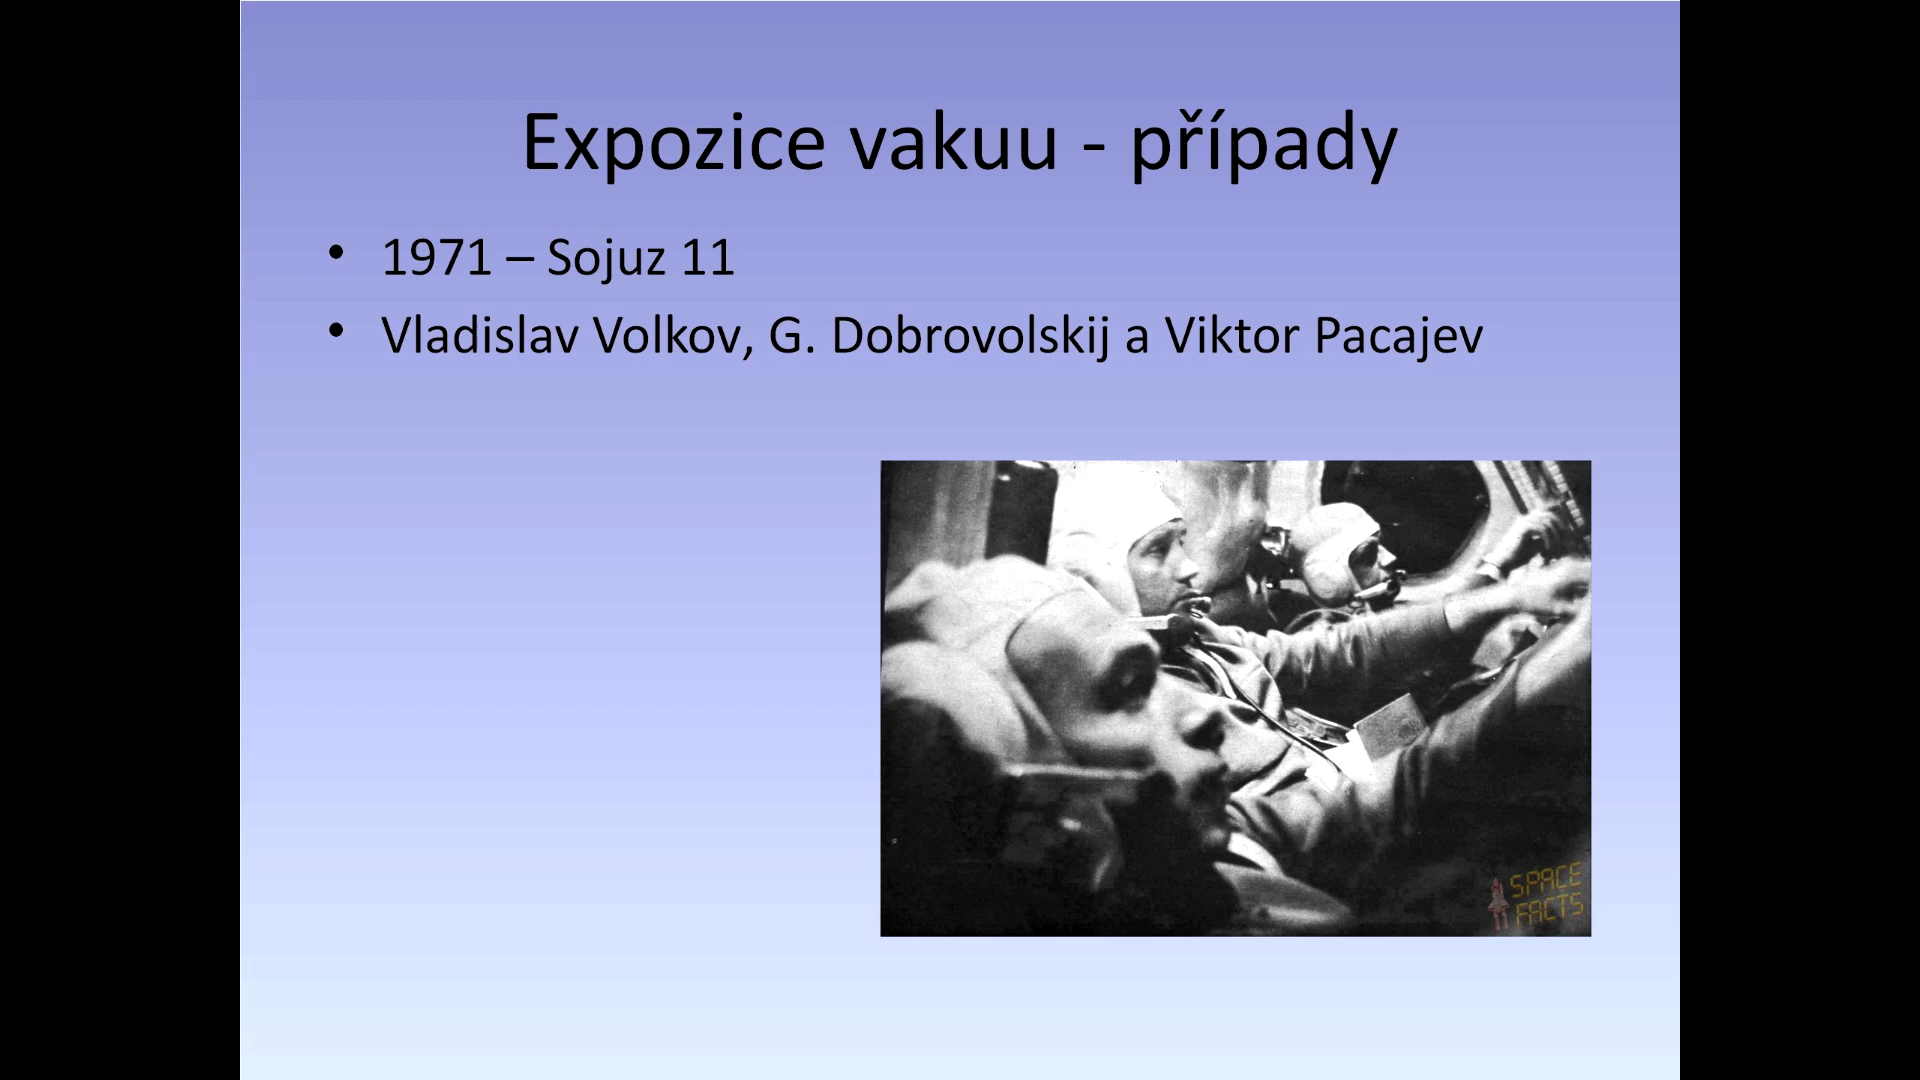 Expozice vakuu - případy
• 1971 – Sojuz 11
• Vladislav Volkov, G. Dobrovolskij a Viktor Pacajev
SPACE
FACTS